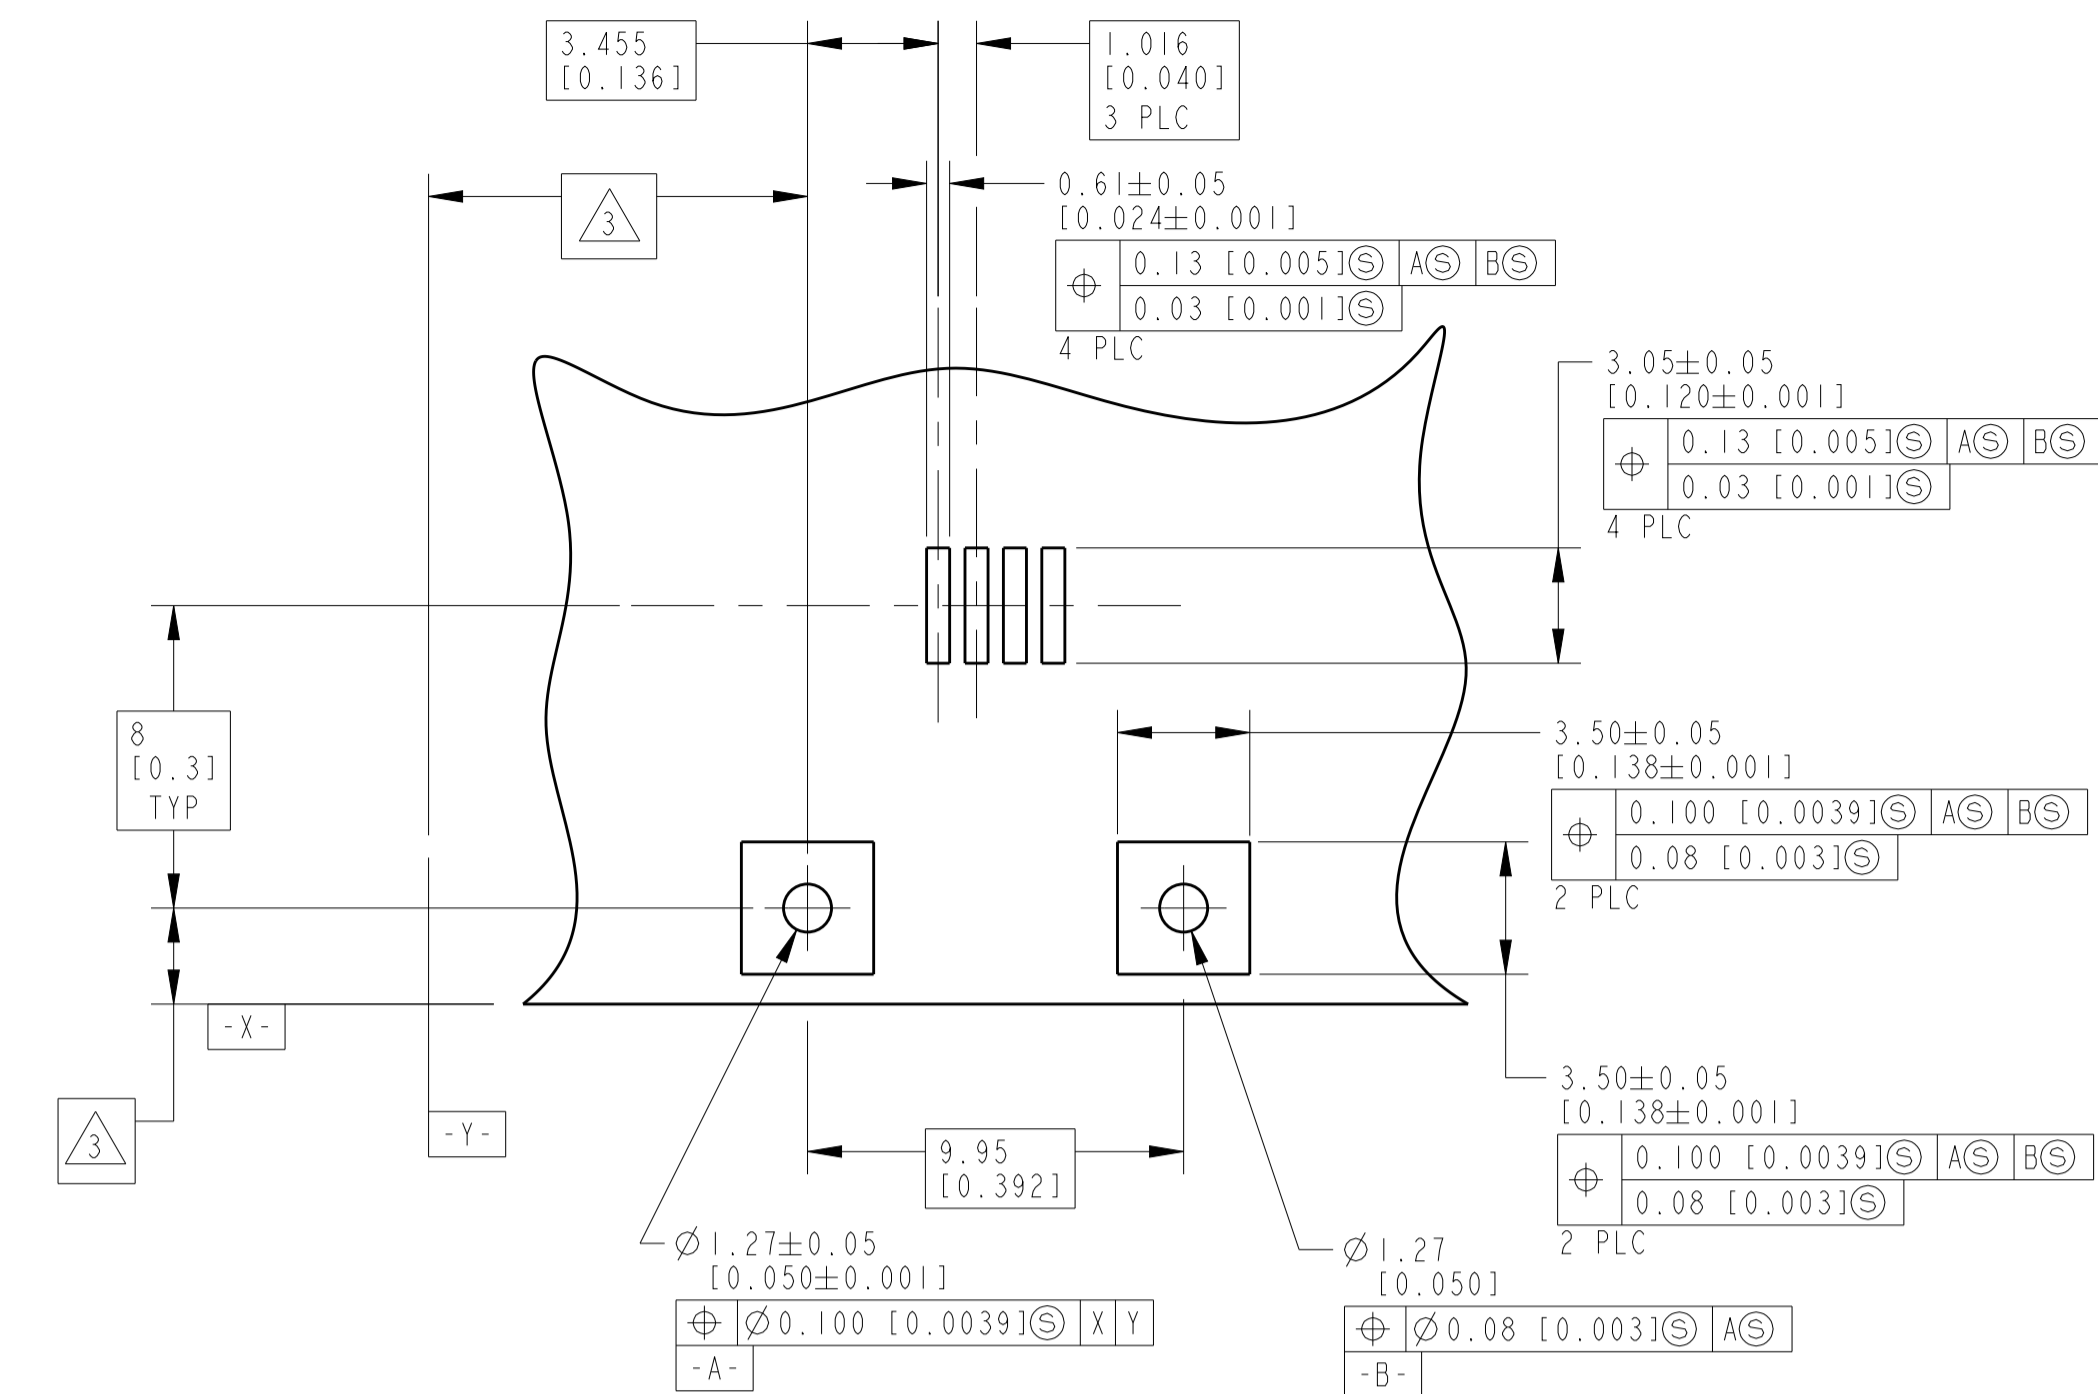 3.455
[0.136]
1.016
[0.040]
3 PLC
3
0.61±0.05
[0.024±0.001]
⌖ 0.13 [0.005]Ⓢ AⓈ BⓈ
0.03 [0.001]Ⓢ
4 PLC
3.05±0.05
[0.120±0.001]
⌖ 0.13 [0.005]Ⓢ AⓈ BⓈ
0.03 [0.001]Ⓢ
4 PLC
8
[0.3]
TYP
3.50±0.05
[0.138±0.001]
⌖ 0.100 [0.0039]Ⓢ AⓈ BⓈ
0.08 [0.003]Ⓢ
2 PLC
-X-
3
-Y-
9.95
[0.392]
3.50±0.05
[0.138±0.001]
⌖ 0.100 [0.0039]Ⓢ AⓈ BⓈ
0.08 [0.003]Ⓢ
2 PLC
⌀1.27±0.05
[0.050±0.001]
⌖ ⌀0.100 [0.0039]Ⓢ X Y
-A-
⌀1.27
[0.050]
⌖ ⌀0.08 [0.003]Ⓢ AⓈ
-B-